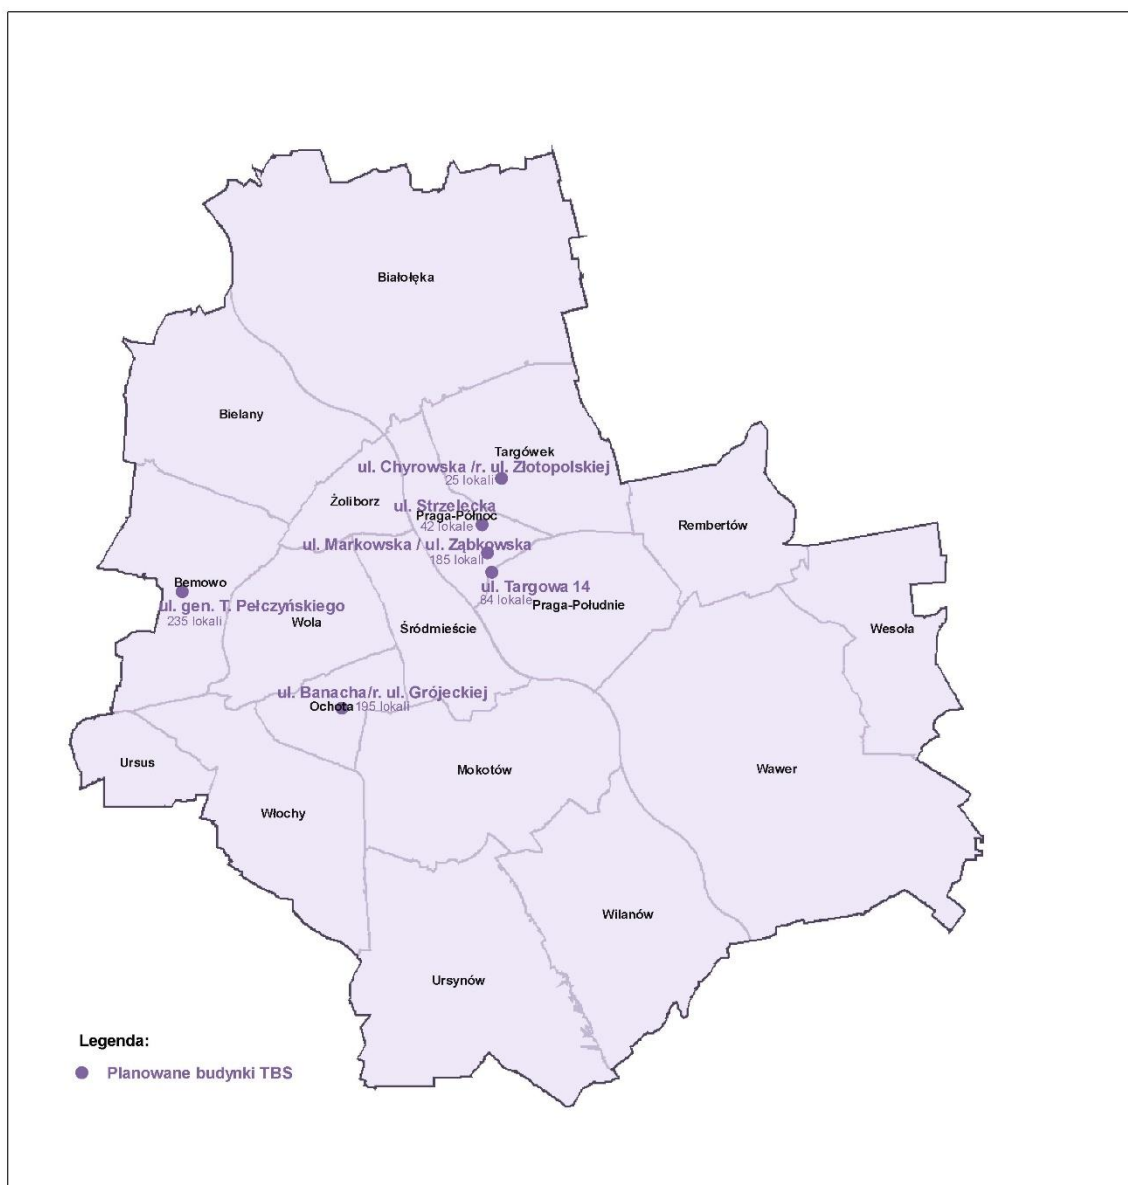 Białołęka
Bielany
Targówek
ul. Chyrowska /r. ul. Złotopolskiej
25 lokali
Żoliborz
ul. Strzelecka
Praga-Północ
42 lokale
Rembertów
ul. Markowska / ul. Ząbkowska
185 lokali
Bemowo
ul. Targowa 14
84 lokale
Praga-Południe
ul. gen. T. Pełczyńskiego
235 lokali
Wola
Śródmieście
Wesoła
ul. Banacha/r. ul. Grójeckiej
Ochota 195 lokali
Ursus
Mokotów
Wawer
Włochy
Wilanów
Ursynów
Legenda:
Planowane budynki TBS